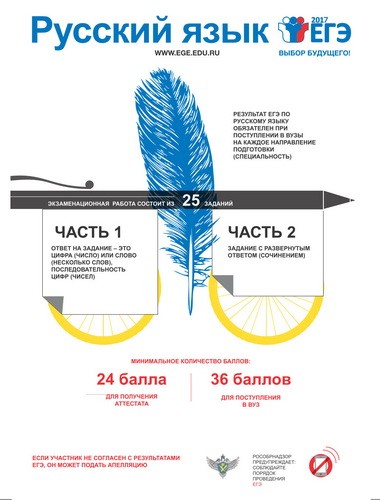 Русский язык
2017
ЕГЭ
WWW.EGE.EDU.RU
ВЫБОР БУДУЩЕГО!
РЕЗУЛЬТАТ ЕГЭ ПО
РУССКОМУ ЯЗЫКУ
ОБЯЗАТЕЛЕН ПРИ
ПОСТУПЛЕНИИ В ВУЗЫ
НА КАЖДОЕ НАПРАВЛЕНИЕ
ПОДГОТОВКИ
(СПЕЦИАЛЬНОСТЬ)
ЭКЗАМЕНАЦИОННАЯ РАБОТА СОСТОИТ ИЗ 25 ЗАДАНИЙ
ЧАСТЬ 1
ОТВЕТ НА ЗАДАНИЕ – ЭТО
ЦИФРА (ЧИСЛО) ИЛИ СЛОВО
(НЕСКОЛЬКО СЛОВ),
ПОСЛЕДОВАТЕЛЬНОСТЬ
ЦИФР (ЧИСЕЛ)
ЧАСТЬ 2
ЗАДАНИЕ С РАЗВЕРНУТЫМ
ОТВЕТОМ (СОЧИНЕНИЕМ)
МИНИМАЛЬНОЕ КОЛИЧЕСТВО БАЛЛОВ:
24 балла
ДЛЯ ПОЛУЧЕНИЯ
АТТЕСТАТА
36 баллов
ДЛЯ ПОСТУПЛЕНИЯ
В ВУЗ
ЕСЛИ УЧАСТНИК НЕ СОГЛАСЕН С РЕЗУЛЬТАТАМИ
ЕГЭ, ОН МОЖЕТ ПОДАТЬ АПЕЛЛЯЦИЮ
РОСОБРНАДЗОР
ПРЕДУПРЕЖДАЕТ:
СОБЛЮДАЙТЕ
ПОРЯДОК
ПРОВЕДЕНИЯ
ЕГЭ